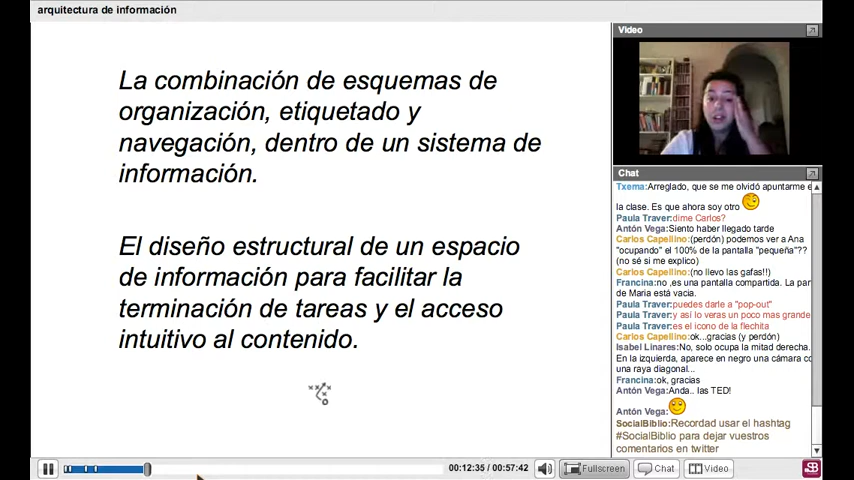 arquitectura de información
La combinación de esquemas de
organización, etiquetado y
navegación, dentro de un sistema de
información.
El diseño estructural de un espacio
de información para facilitar la
terminación de tareas y el acceso
intuitivo al contenido.
Video
Chat
Txema:Arreglado, que se me olvidó apuntarme e
la clase. Es que ahora soy otro
Paula Traver:dime Carlos?
Antón Vega:Siento haber llegado tarde
Carlos Capellino:(perdón) podemos ver a Ana
"ocupando" el 100% de la pantalla "pequeña"??
(no sé si me explico)
Carlos Capellino:(no llevo las gafas!!)
Francina:no ,es una pantalla compartida. La par
de Maria está vacia.
Paula Traver:puedes darle a "pop-out"
Paula Traver:y así lo veras un poco mas grande
Paula Traver:es el icono de la flechita
Carlos Capellino:ok...gracias (y perdón)
Isabel Linares:No, solo ocupa la mitad derecha.
En la izquierda, aparece en negro una cámara co
una raya diagonal...
Francina:ok, gracias
Antón Vega:Anda.. las TED!
Antón Vega:
SocialBiblio:Recordad usar el hashtag
#SocialBiblio para dejar vuestros
comentarios en twitter
00:12:35 / 00:57:42
Fullscreen
Chat
Video
SB